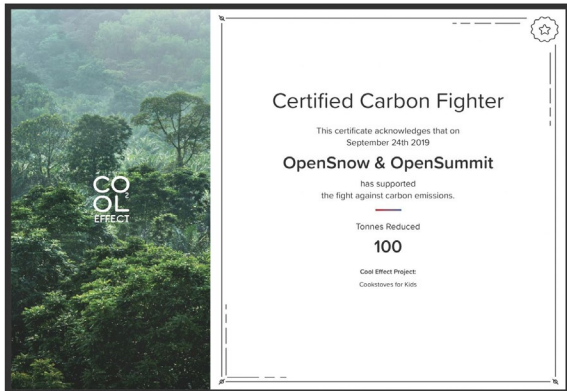 CO2
OL
EFFECT
Certified Carbon Fighter
This certificate acknowledges that on
September 24th 2019
OpenSnow & OpenSummit
has supported
the fight against carbon emissions.
Tonnes Reduced
100
Cool Effect Project:
Cookstoves for Kids